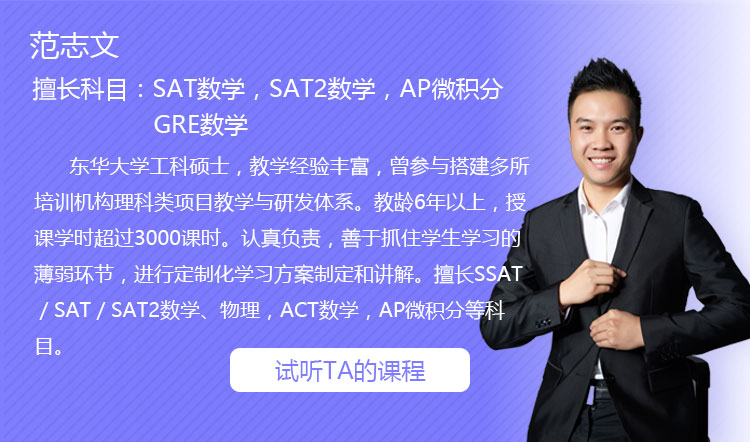 范志文
擅长科目：SAT数学，SAT2数学，AP微积分
GRE数学
东华大学工科硕士，教学经验丰富，曾参与搭建多所
培训机构理科类项目教学与研发体系。教龄6年以上，授
课学时超过3000课时。认真负责，善于抓住学生学习的
薄弱环节，进行定制化学习方案制定和讲解。擅长SSAT
/ SAT / SAT2数学、物理，ACT数学，AP微积分等科
目。
试听TA的课程